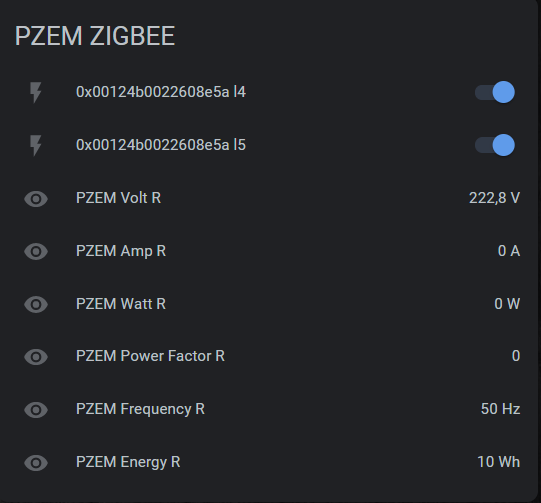 PZEM ZIGBEE
0x00124b0022608e5a l4
0x00124b0022608e5a l5
PZEM Volt R 222,8 V
PZEM Amp R 0 A
PZEM Watt R 0 W
PZEM Power Factor R 0
PZEM Frequency R 50 Hz
PZEM Energy R 10 Wh